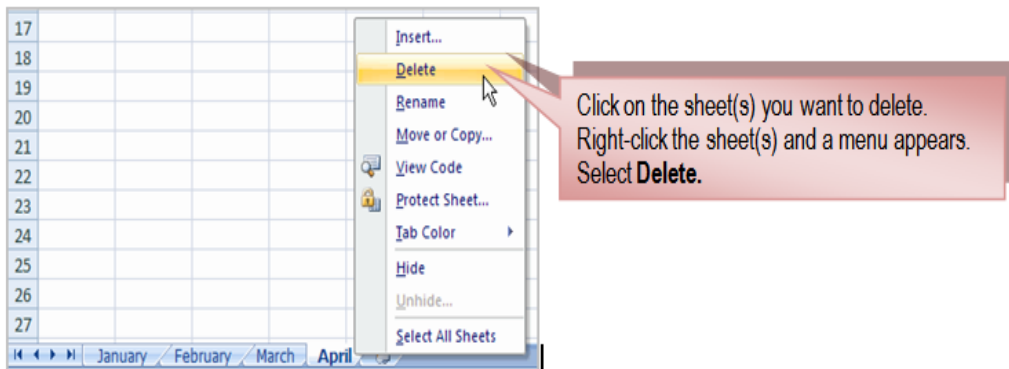 17
18
19
20
21
22
23
24
25
26
27
Insert...
Delete
Rename
Move or Copy...
View Code
Protect Sheet...
Tab Color
Hide
Unhide...
Select All Sheets
January February March April
Click on the sheet(s) you want to delete.
Right-click the sheet(s) and a menu appears.
Select Delete.